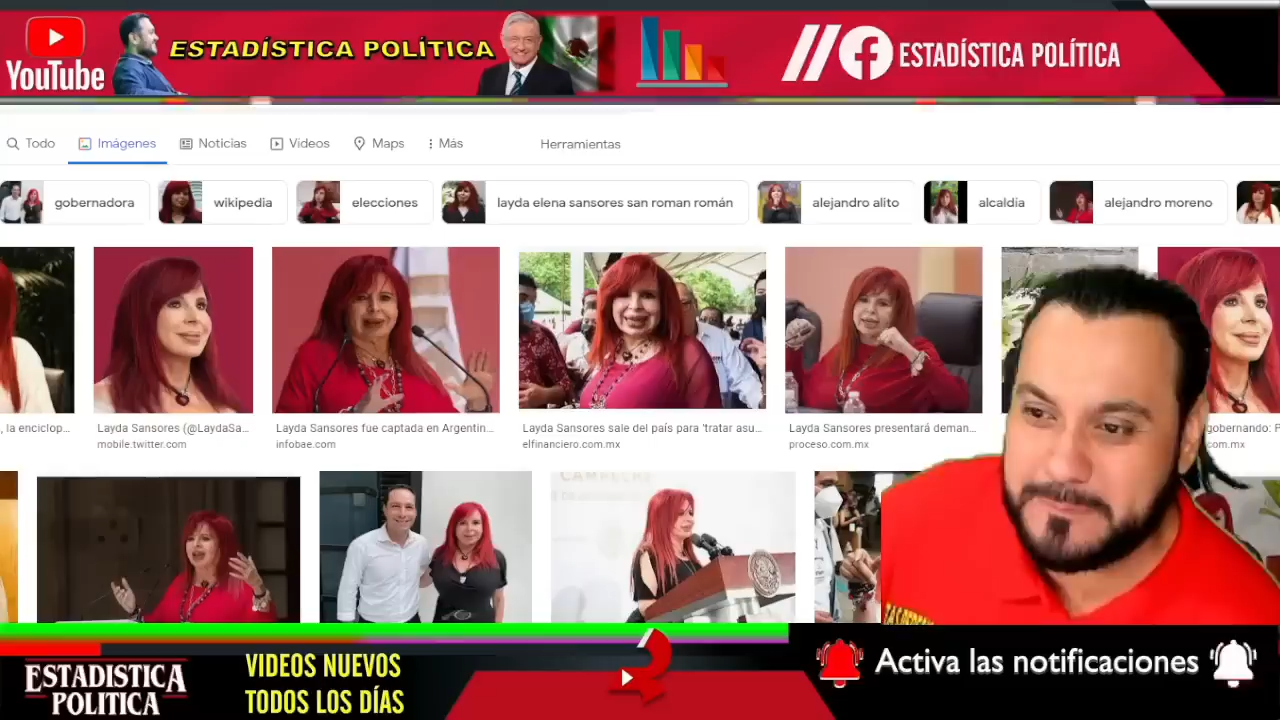 YouTube
ESTADÍSTICA POLÍTICA
ESTADÍSTICA POLÍTICA
Todo
Imágenes
Noticias
Videos
Maps
Más
Herramientas
gobernadora
wikipedia
elecciones
layda elena sansores san roman román
alejandro alito
alcaldia
alejandro moreno
, la enciclop...
Layda Sansores (@LaydaSa...
mobile.twitter.com
Layda Sansores fue captada en Argentin...
infobae.com
Layda Sansores sale del país para 'tratar asu...
elfinanciero.com.mx
Layda Sansores presentará deman...
proceso.com.mx
gobernando: P
com.mx
CAMPECHE
ESTADISTICA
POLÍTICA
VIDEOS NUEVOS
TODOS LOS DÍAS
Activa las notificaciones